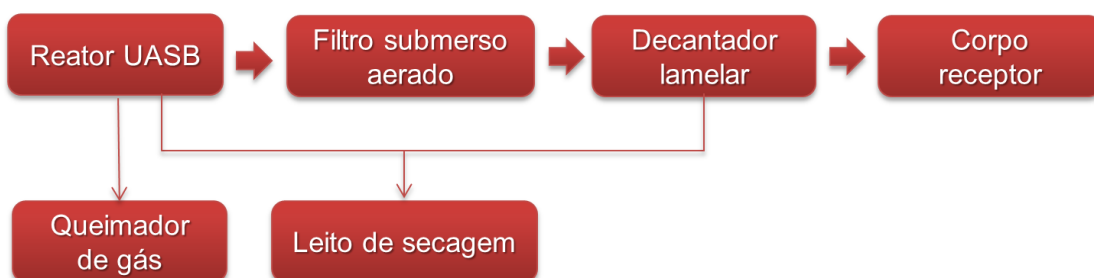 Reator UASB
Filtro submerso
aerado
Decantador
lamelar
Corpo
receptor
Queimador
de gás
Leito de secagem